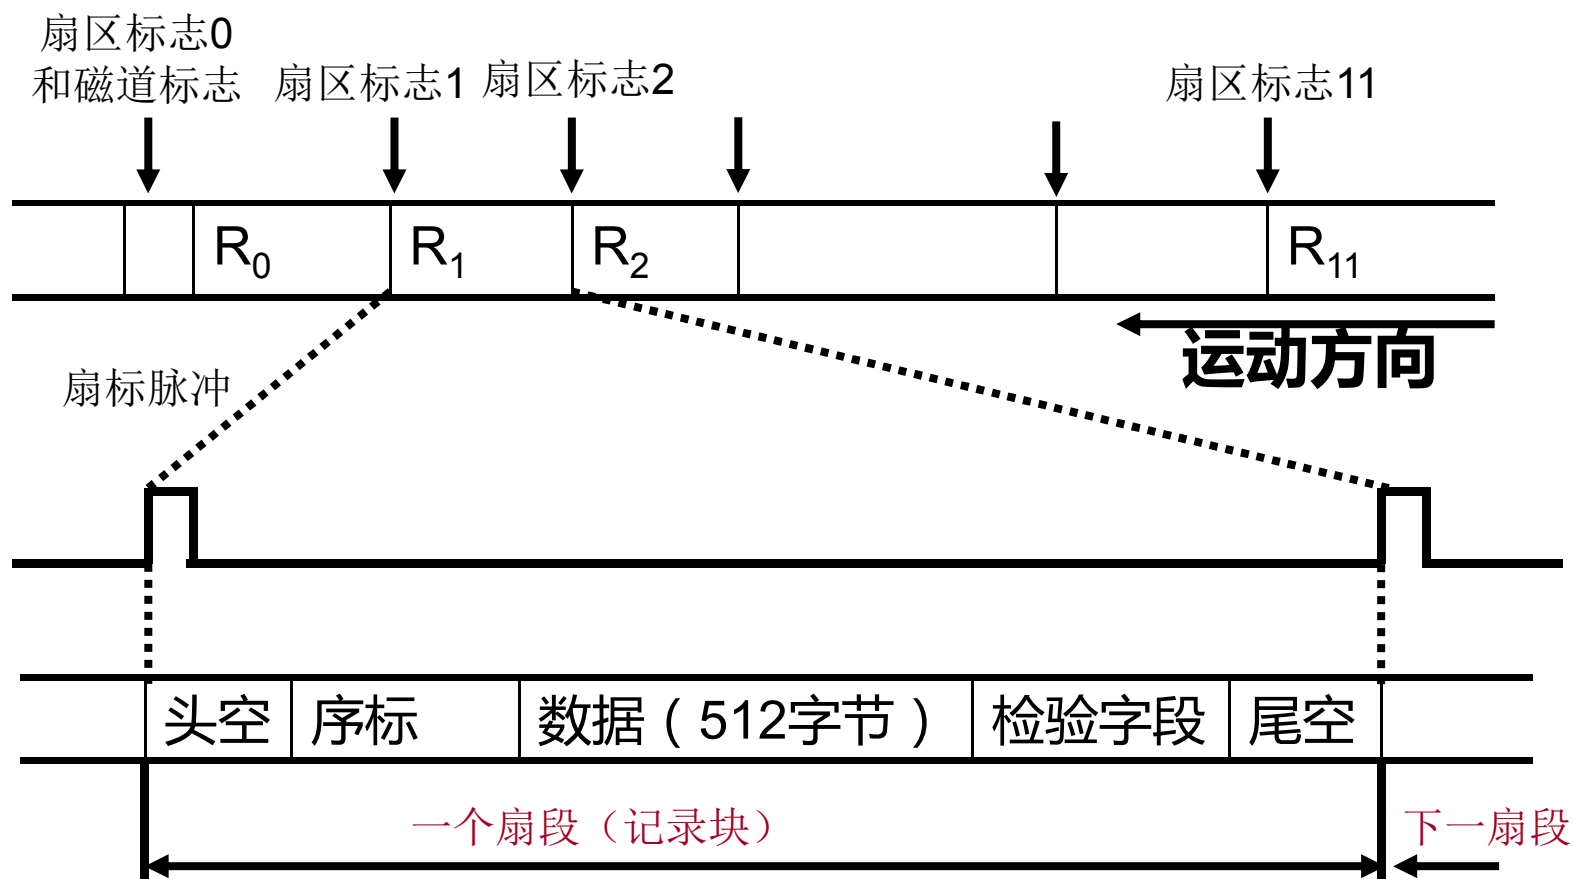 扇区标志0
和磁道标志
扇区标志1
扇区标志2
扇区标志11
R0
R1
R2
R11
运动方向
扇标脉冲
头空
序标
数据（512字节）
检验字段
尾空
一个扇段（记录块）
下一扇段